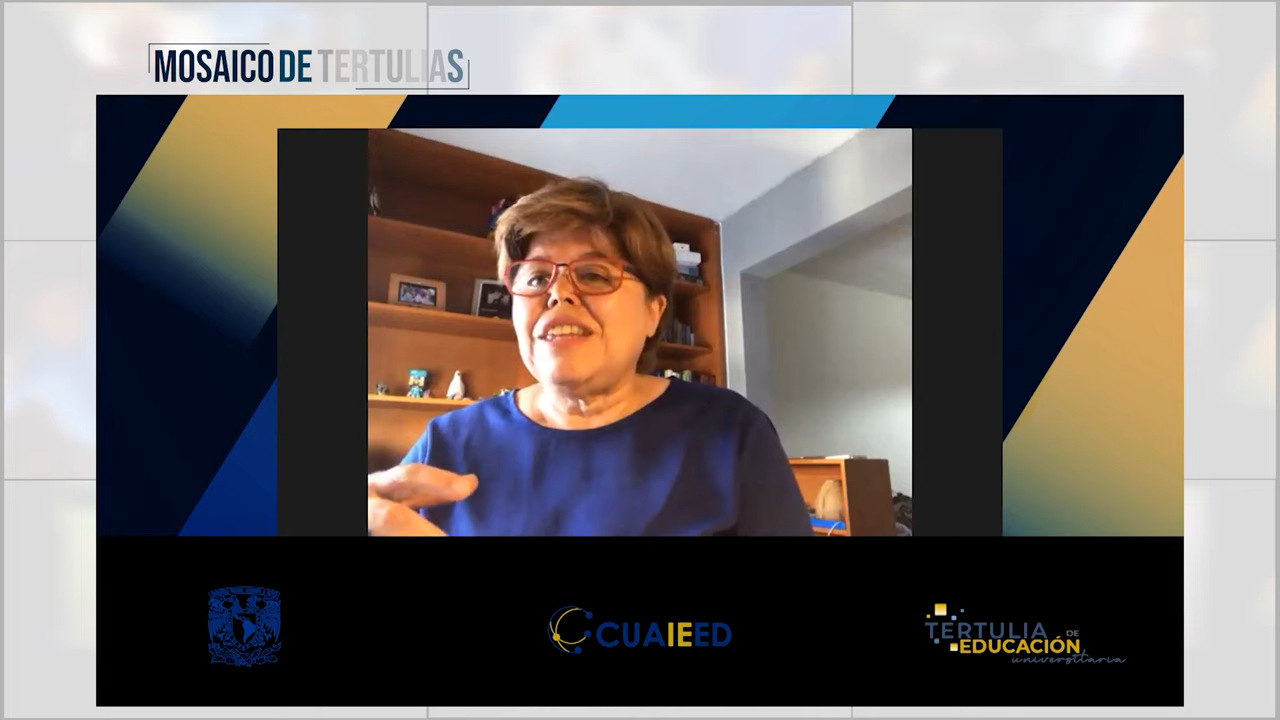 MOSAICO DE TERTULIAS
CUAIEED
TERTULIA DE
EDUCACIÓN
universitaria